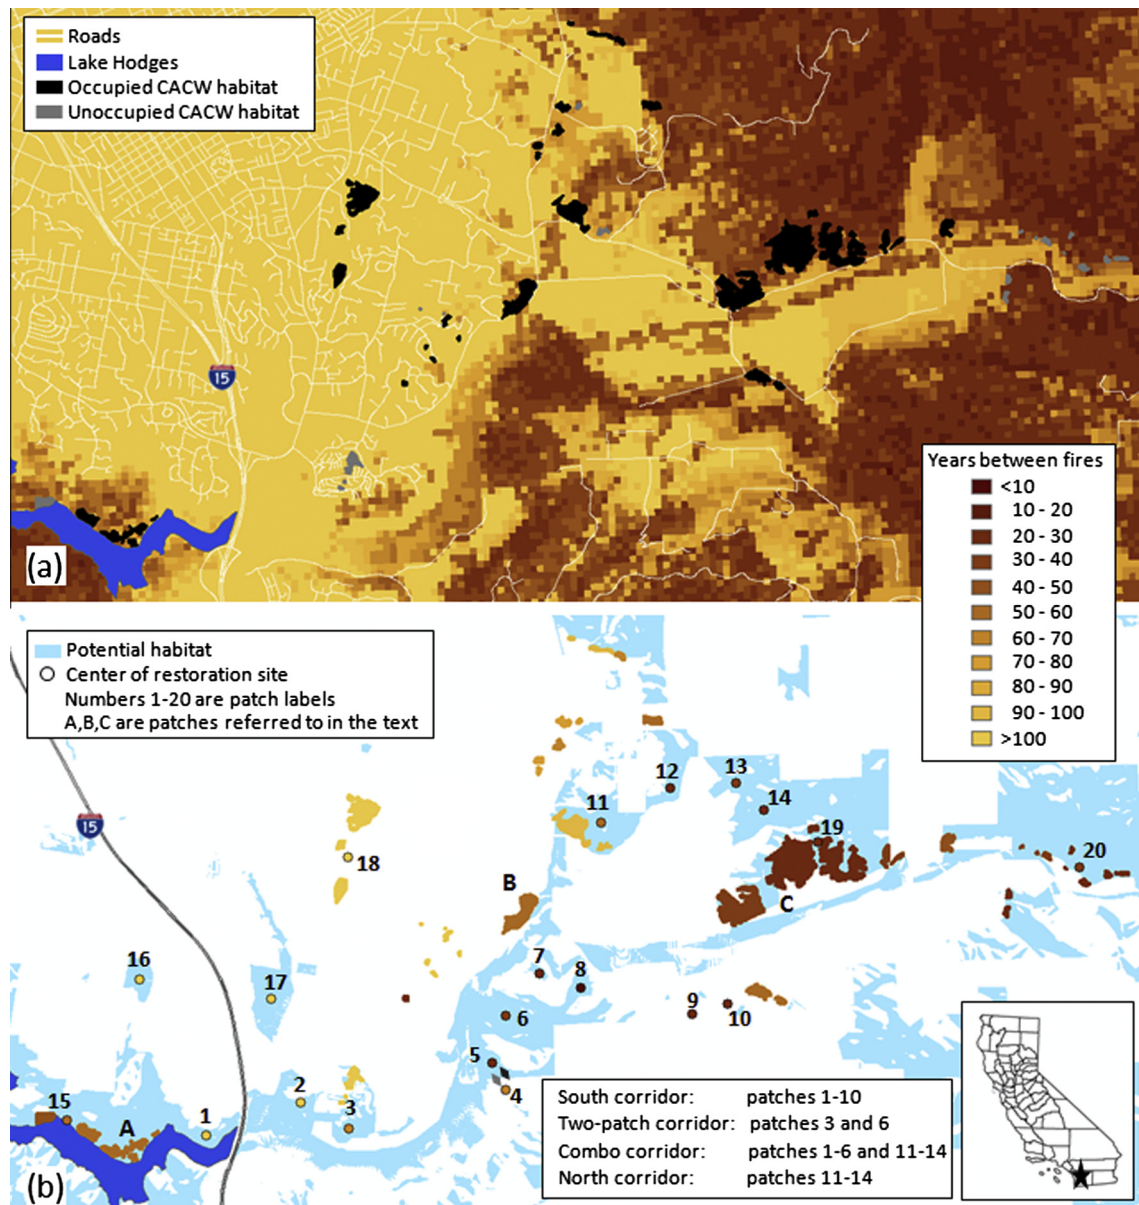 Roads
Lake Hodges
Occupied CACW habitat
Unoccupied CACW habitat
15
(a)
Years between fires
<10
10 - 20
20 - 30
30 - 40
40 - 50
50 - 60
60 - 70
70 - 80
80 - 90
90 - 100
>100
Potential habitat
Center of restoration site
Numbers 1-20 are patch labels
A,B,C are patches referred to in the text
12
13
14
11
15
19
18
20
B
C
16
17
7
8
9
10
6
5
4
2
3
15
A
1
South corridor: patches 1-10
Two-patch corridor: patches 3 and 6
Combo corridor: patches 1-6 and 11-14
North corridor: patches 11-14
(b)